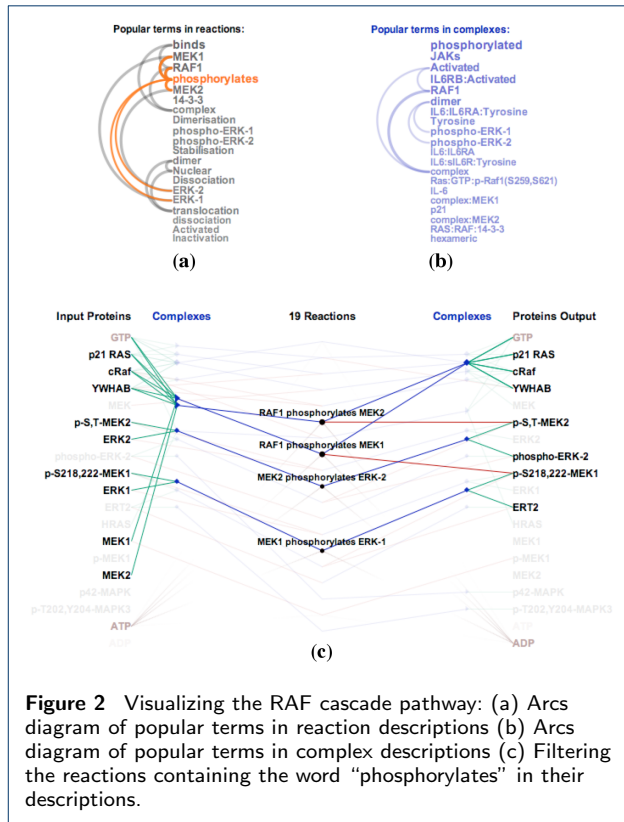 Popular terms in reactions:
binds
MEK1
RAF1
phosphorylates
MEK2
14-3-3
complex
Dimerisation
phospho-ERK-1
phospho-ERK-2
Stabilisation
dimer
Nuclear
Dissociation
ERK-2
ERK-1
translocation
dissociation
Activated
Inactivation
(a)
Popular terms in complexes:
phosphorylated
JAKs
Activated
IL6RB:Activated
RAF1
dimer
IL6:IL6RA:Tyrosine
Tyrosine
phospho-ERK-1
phospho-ERK-2
IL6:IL6RA
IL6:sIL6R:Tyrosine
complex
Ras:GTP:p-Raf1(S259,S621)
IL-6
complex:MEK1
p21
complex:MEK2
RAS:RAF:14-3-3
hexameric
(b)
Input Proteins Complexes 19 Reactions Complexes Proteins Output
GTP
p21 RAS
cRaf
YWHAB
MEK
p-S,T-MEK2
ERK2
phospho-ERK-2
p-S218,222-MEK1
ERK1
ERT2
HRAS
MEK1
p-MEK1
MEK2
p42-MAPK
p-T202,Y204-MAPK3
ATP
ADP
RAF1 phosphorylates MEK2
RAF1 phosphorylates MEK1
MEK2 phosphorylates ERK-2
MEK1 phosphorylates ERK-1
GTP
p21 RAS
cRaf
YWHAB
MEK
p-S,T-MEK2
ERK2
phospho-ERK-2
p-S218,222-MEK1
ERK1
ERT2
HRAS
MEK1
p-MEK1
MEK2
p42-MAPK
p-T202,Y204-MAPK3
ATP
ADP
(c)
Figure 2 Visualizing the RAF cascade pathway: (a) Arcs
diagram of popular terms in reaction descriptions (b) Arcs
diagram of popular terms in complex descriptions (c) Filtering
the reactions containing the word “phosphorylates” in their
descriptions.